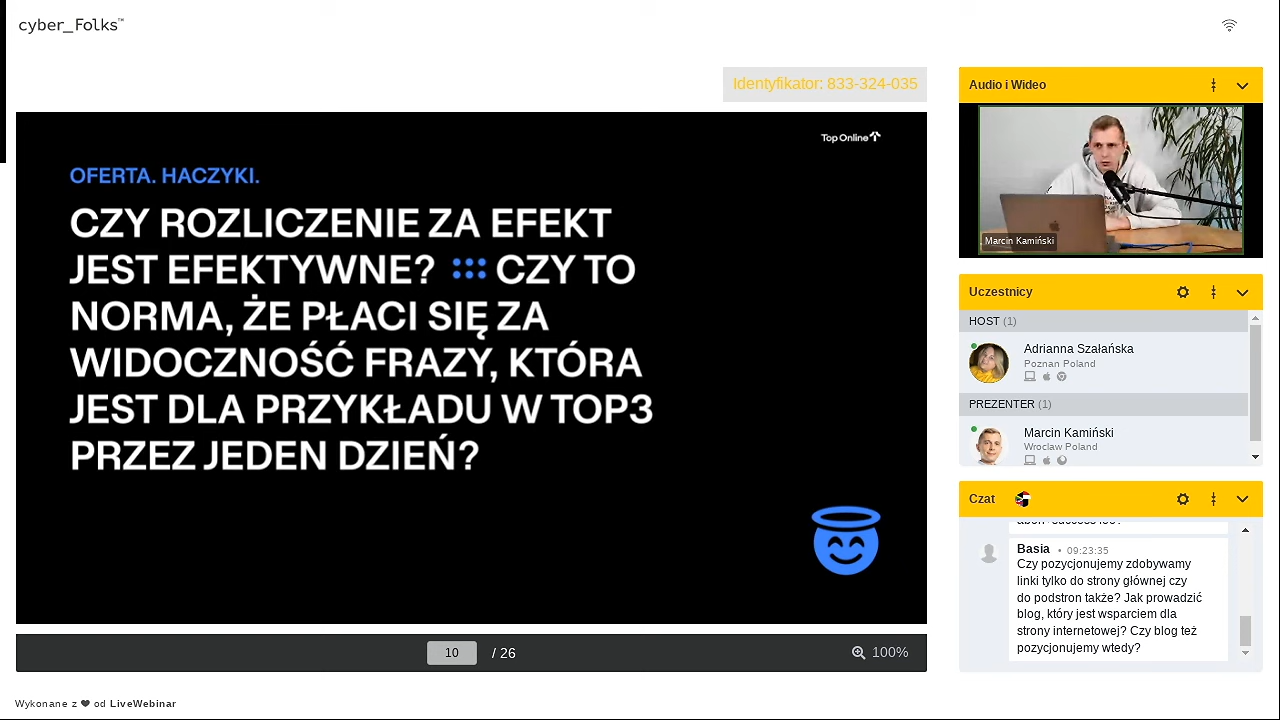 cyber_Folks™
Identyfikator: 833-324-035
Top Online
OFERTA. HACZYKI.
CZY ROZLICZENIE ZA EFEKT
JEST EFEKTYWNE? CZY TO
NORMA, ŻE PŁACI SIĘ ZA
WIDOCZNOŚĆ FRAZY, KTÓRA
JEST DLA PRZYKŁADU W TOP3
PRZEZ JEDEN DZIEŃ?
10 / 26
100%
Audio i Wideo
Marcin Kamiński
Uczestnicy
HOST (1)
Adrianna Szałańska
Poznan Poland
PREZENTER (1)
Marcin Kamiński
Wroclaw Poland
Czat
Basia • 09:23:35
Czy pozycjonujemy zdobywamy
linki tylko do strony głównej czy
do podstron także? Jak prowadzić
blog, który jest wsparciem dla
strony internetowej? Czy blog też
pozycjonujemy wtedy?
Wykonane z ❤ od LiveWebinar